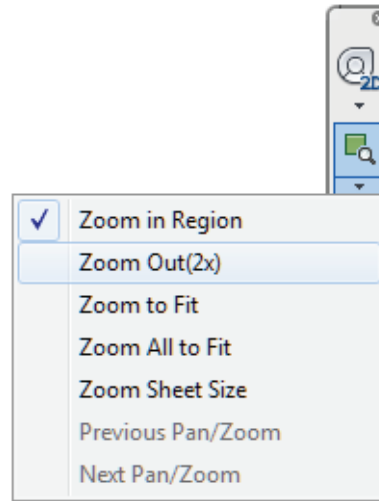 2D
Zoom in Region
Zoom Out(2x)
Zoom to Fit
Zoom All to Fit
Zoom Sheet Size
Previous Pan/Zoom
Next Pan/Zoom